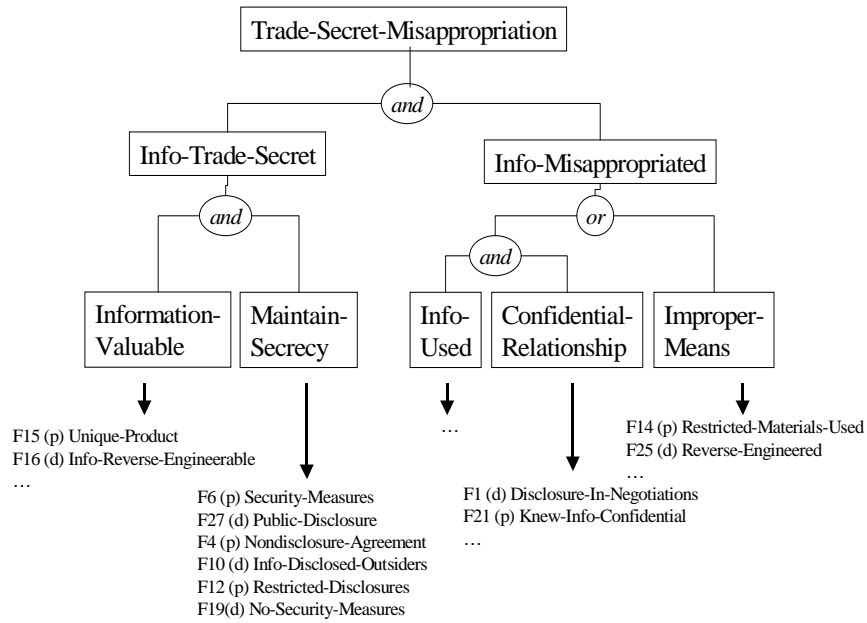 Trade-Secret-Misappropriation
and
Info-Trade-Secret
Info-Misappropriated
and
or
and
Information-
Valuable
Maintain-
Secrecy
Info-
Used
Confidential-
Relationship
Improper-
Means
F15 (p) Unique-Product
F16 (d) Info-Reverse-Engineerable
…
F6 (p) Security-Measures
F27 (d) Public-Disclosure
F4 (p) Nondisclosure-Agreement
F10 (d) Info-Disclosed-Outsiders
F12 (p) Restricted-Disclosures
F19(d) No-Security-Measures
…
F1 (d) Disclosure-In-Negotiations
F21 (p) Knew-Info-Confidential
…
F14 (p) Restricted-Materials-Used
F25 (d) Reverse-Engineered
…